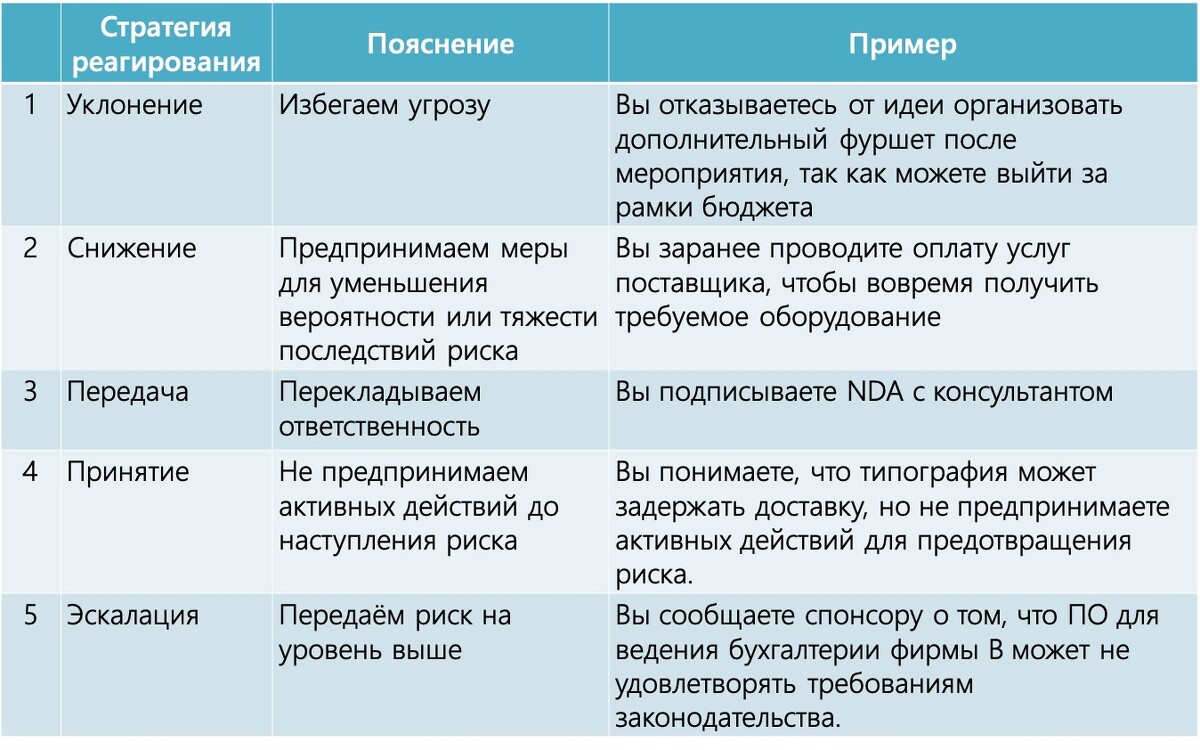 Стратегия
реагирования
Пояснение
Пример
1
Уклонение
Избегаем угрозу
Вы отказываетесь от идеи организовать
дополнительный фуршет после
мероприятия, так как можете выйти за
рамки бюджета
2
Снижение
Предпринимаем меры
для уменьшения
вероятности или тяжести
последствий риска
Вы заранее проводите оплату услуг
поставщика, чтобы вовремя получить
требуемое оборудование
3
Передача
Перекладываем
ответственность
Вы подписываете NDA с консультантом
4
Принятие
Не предпринимаем
активных действий до
наступления риска
Вы понимаете, что типография может
задержать доставку, но не предпринимаете
активных действий для предотвращения
риска.
5
Эскалация
Передаём риск на
уровень выше
Вы сообщаете спонсору о том, что ПО для
ведения бухгалтерии фирмы В может не
удовлетворять требованиям
законодательства.